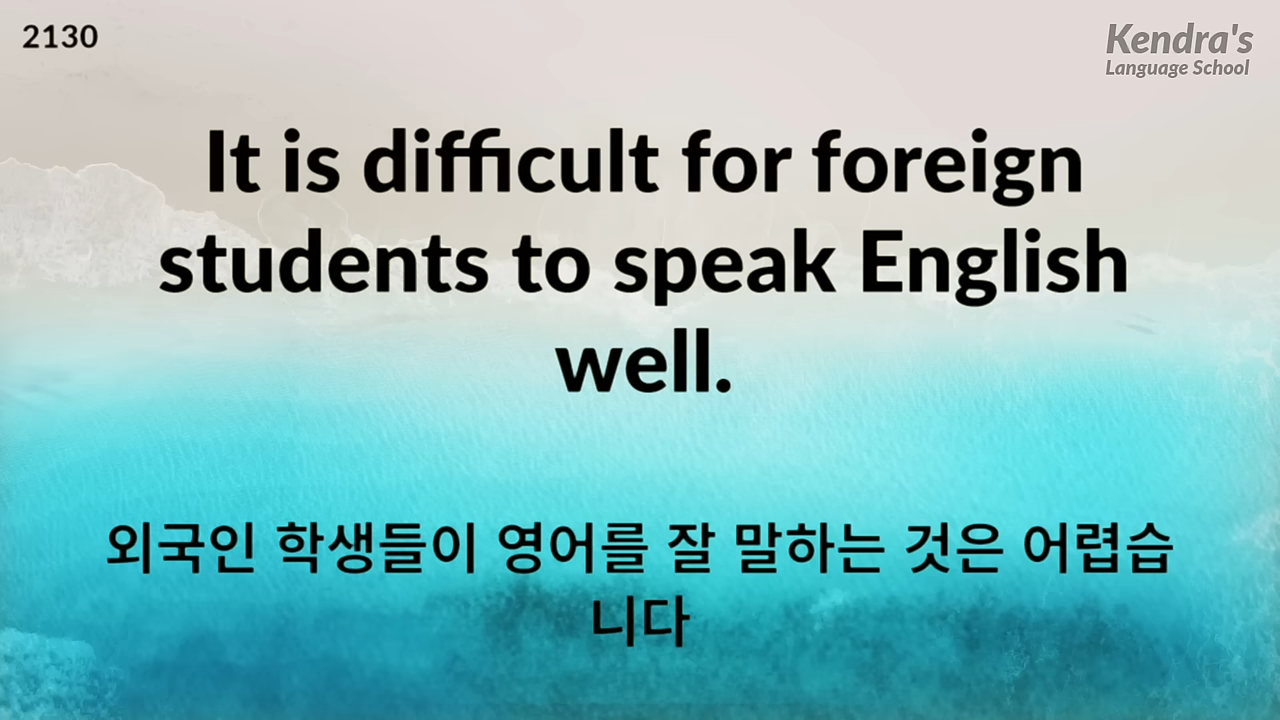 2130
Kendra's
Language School
It is difficult for foreign
students to speak English
well.
외국인 학생들이 영어를 잘 말하는 것은 어렵습
니다